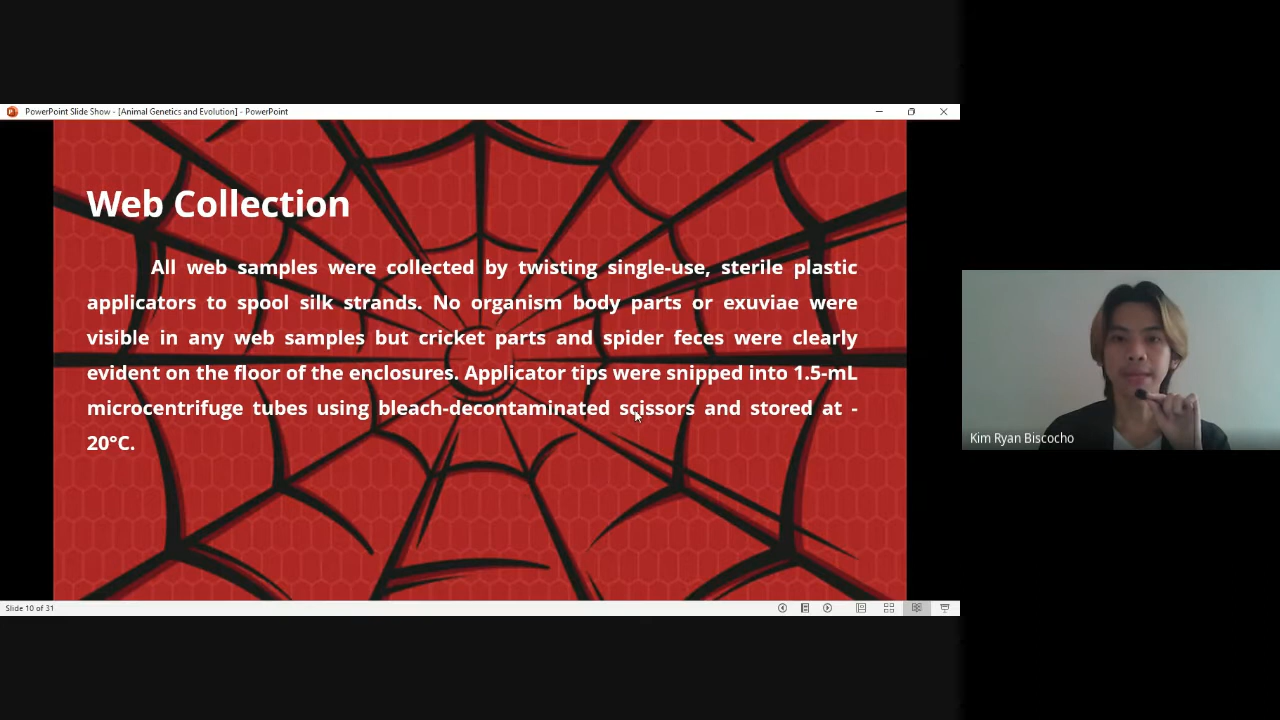 PowerPoint Slide Show - [Animal Genetics and Evolution] - PowerPoint
Web Collection
All web samples were collected by twisting single-use, sterile plastic
applicators to spool silk strands. No organism body parts or exuviae were
visible in any web samples but cricket parts and spider feces were clearly
evident on the floor of the enclosures. Applicator tips were snipped into 1.5-mL
microcentrifuge tubes using bleach-decontaminated scissors and stored at -
20°C.
Kim Ryan Biscocho
Slide 10 of 31